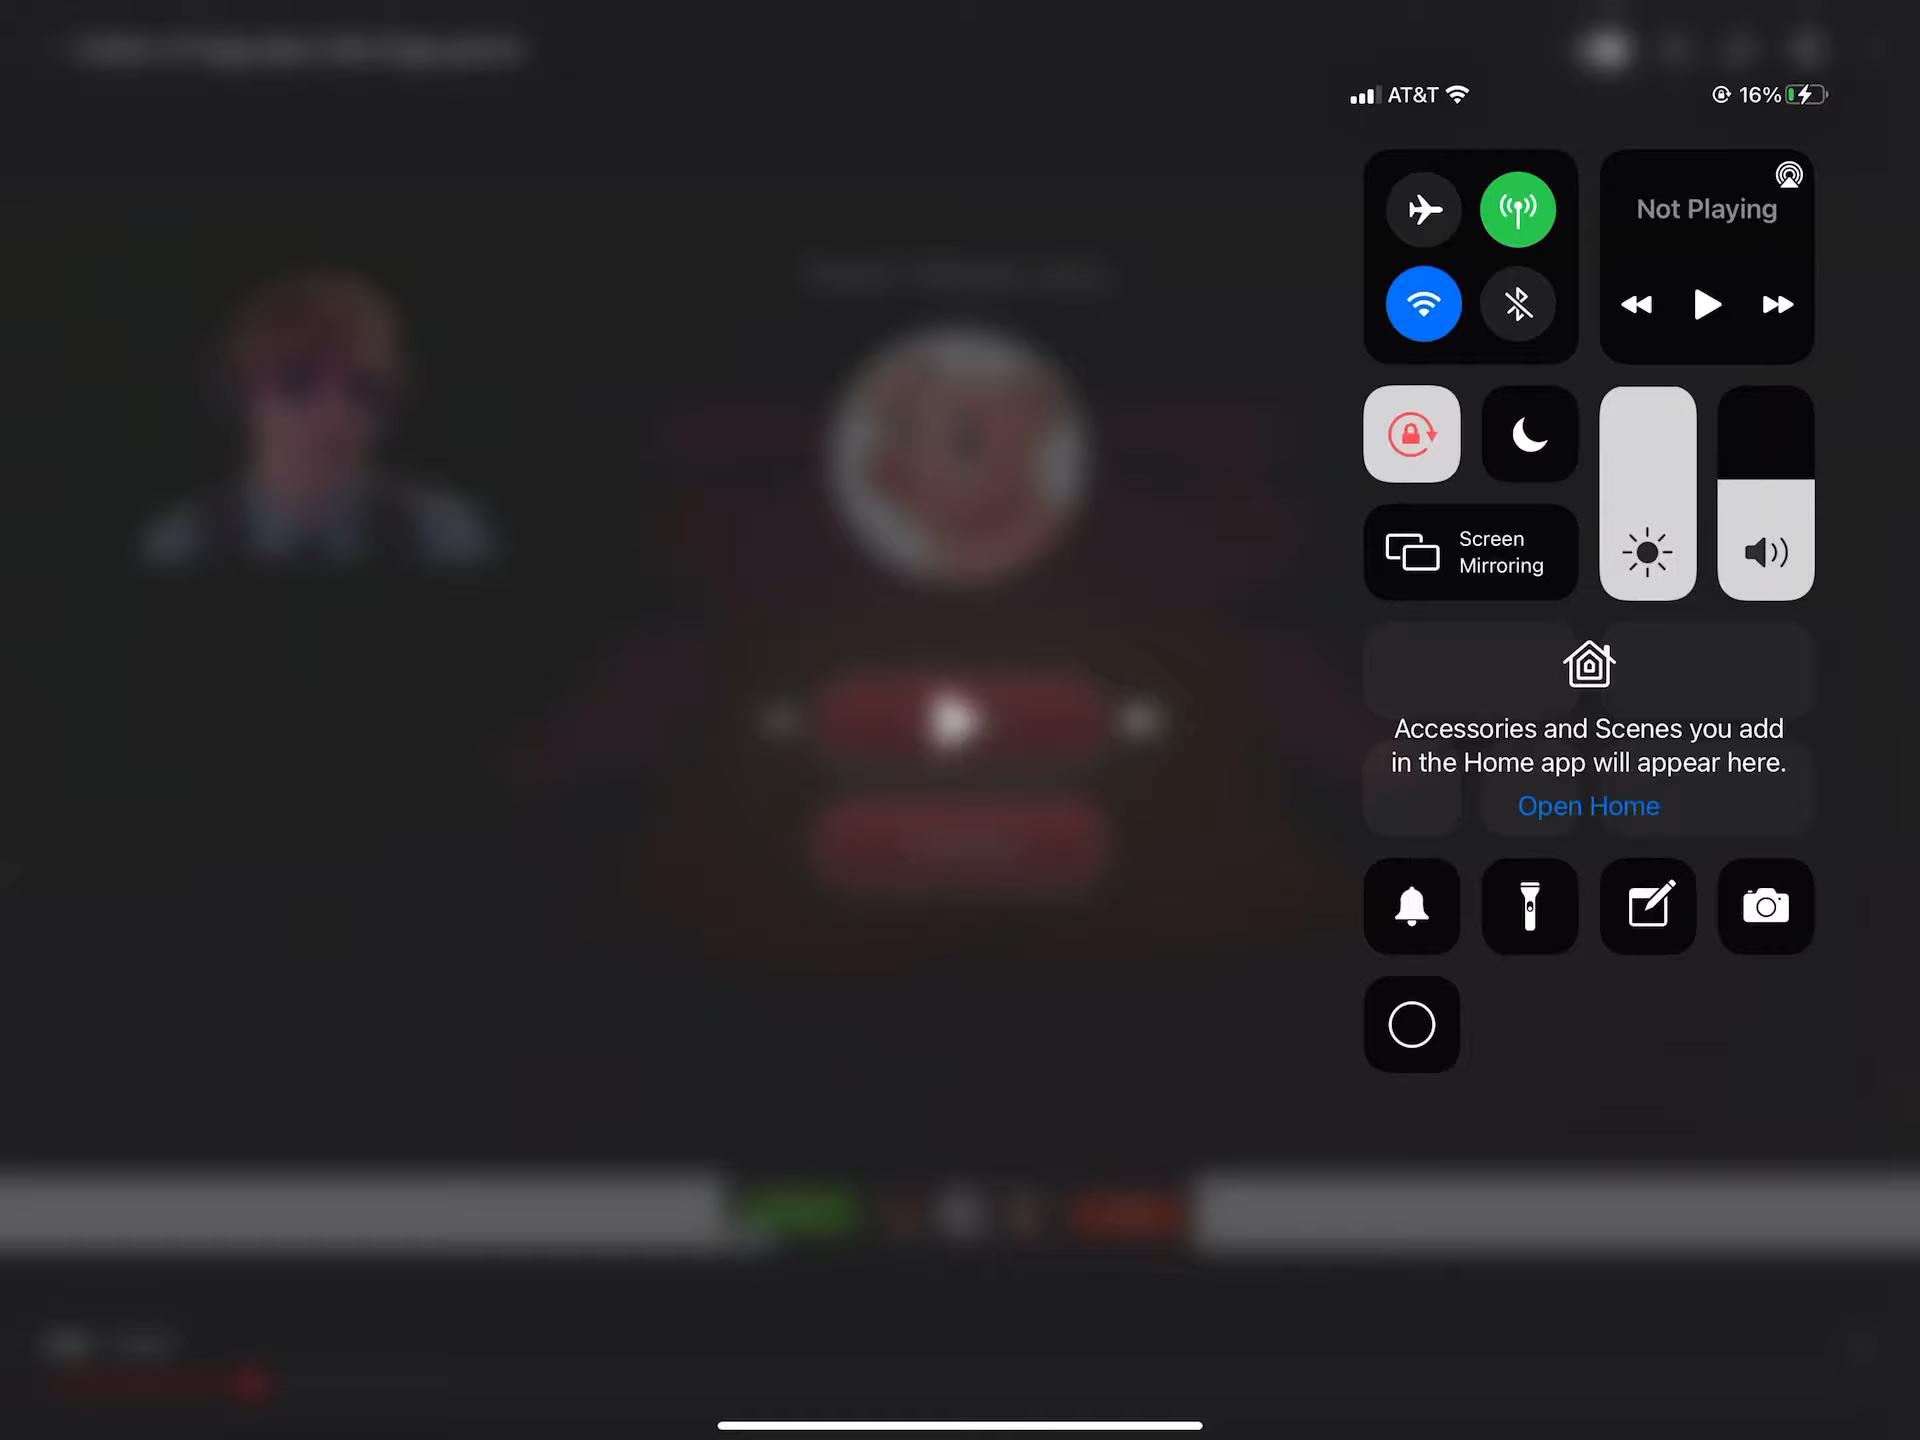 AT&T
16%
Not Playing
Screen
Mirroring
Accessories and Scenes you add
in the Home app will appear here.
Open Home